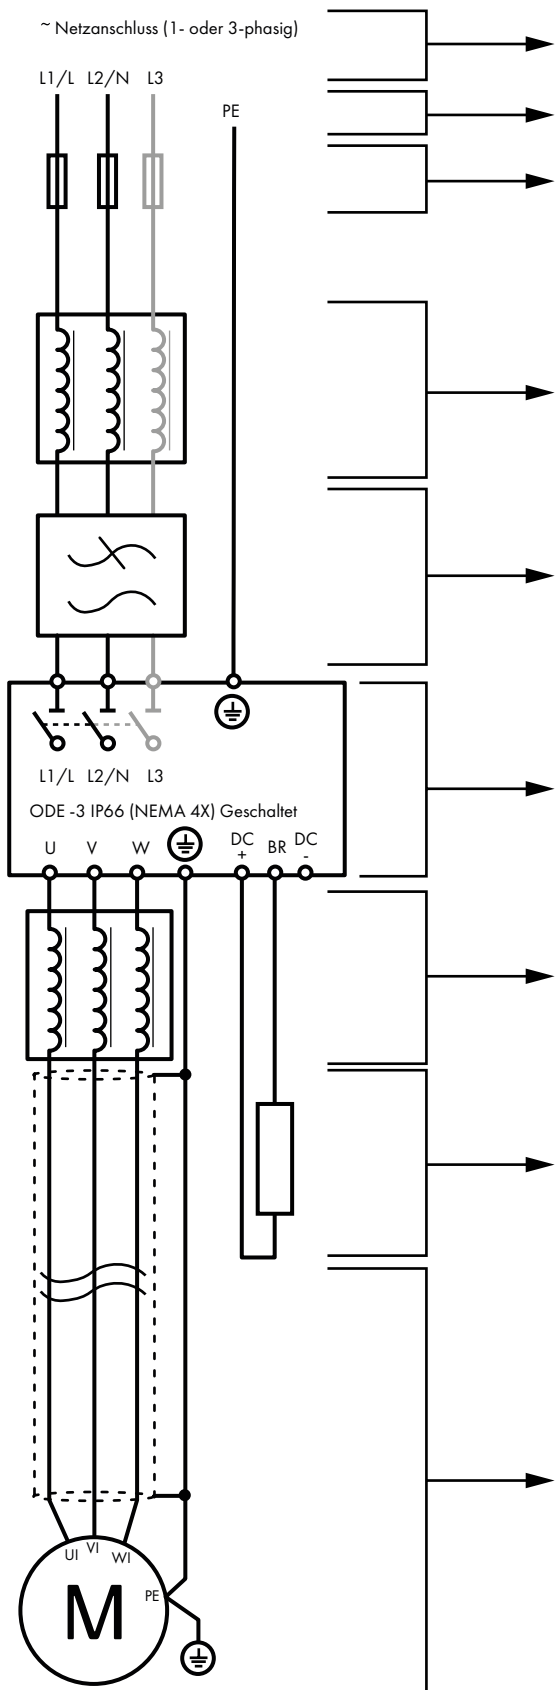 ~ Netzanschluss (1- oder 3-phasig)
L1/L L2/N L3
PE
L1/L L2/N L3
ODE -3 IP66 (NEMA 4X) Geschaltet
U V W DC + BR DC -
UI VI WI
PE
M